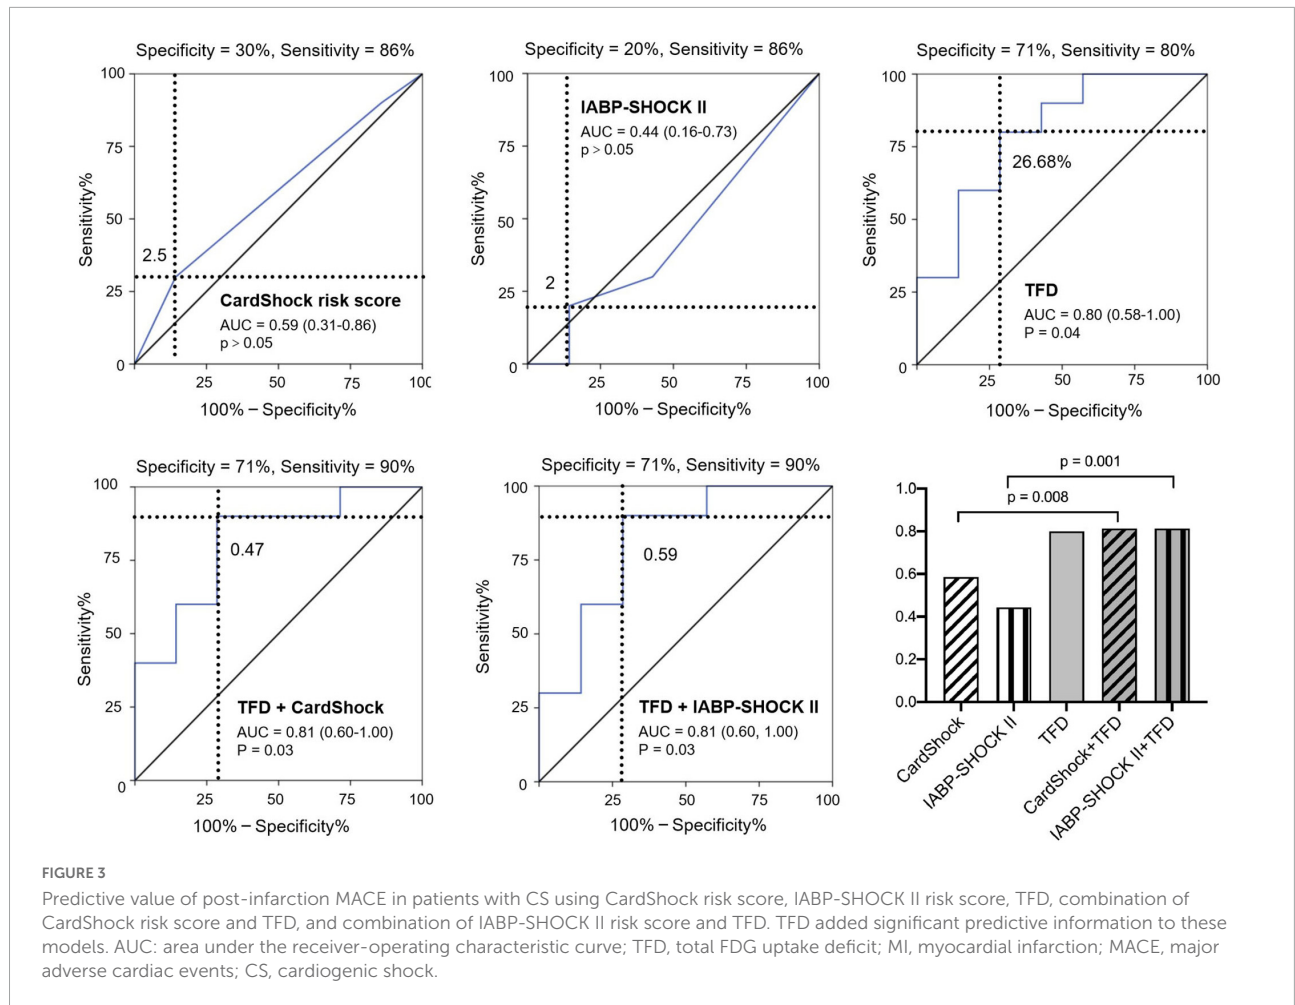 Specificity = 30%, Sensitivity = 86%
100
75
50
25
0
Sensitivity%
2.5
CardShock risk score
AUC = 0.59 (0.31-0.86)
p > 0.05
25
50
75
100
100% – Specificity%
Specificity = 20%, Sensitivity = 86%
100
75
50
25
0
Sensitivity%
IABP-SHOCK II
AUC = 0.44 (0.16-0.73)
p > 0.05
2
25
50
75
100
100% – Specificity%
Specificity = 71%, Sensitivity = 80%
100
75
50
25
0
Sensitivity%
26.68%
TFD
AUC = 0.80 (0.58-1.00)
P = 0.04
25
50
75
100
100% – Specificity%
Specificity = 71%, Sensitivity = 90%
100
75
50
25
0
Sensitivity%
0.47
TFD + CardShock
AUC = 0.81 (0.60-1.00)
P = 0.03
25
50
75
100
100% – Specificity%
Specificity = 71%, Sensitivity = 90%
100
75
50
25
0
Sensitivity%
0.59
TFD + IABP-SHOCK II
AUC = 0.81 (0.60, 1.00)
P = 0.03
25
50
75
100
100% – Specificity%
p = 0.001
p = 0.008
1.0
0.8
0.6
0.4
0.2
0.0
CardShock
IABP-SHOCK II
TFD
CardShock+TFD
IABP-SHOCK II+TFD
FIGURE 3
Predictive value of post-infarction MACE in patients with CS using CardShock risk score, IABP-SHOCK II risk score, TFD, combination of
CardShock risk score and TFD, and combination of IABP-SHOCK II risk score and TFD. TFD added significant predictive information to these
models. AUC: area under the receiver-operating characteristic curve; TFD, total FDG uptake deficit; MI, myocardial infarction; MACE, major
adverse cardiac events; CS, cardiogenic shock.